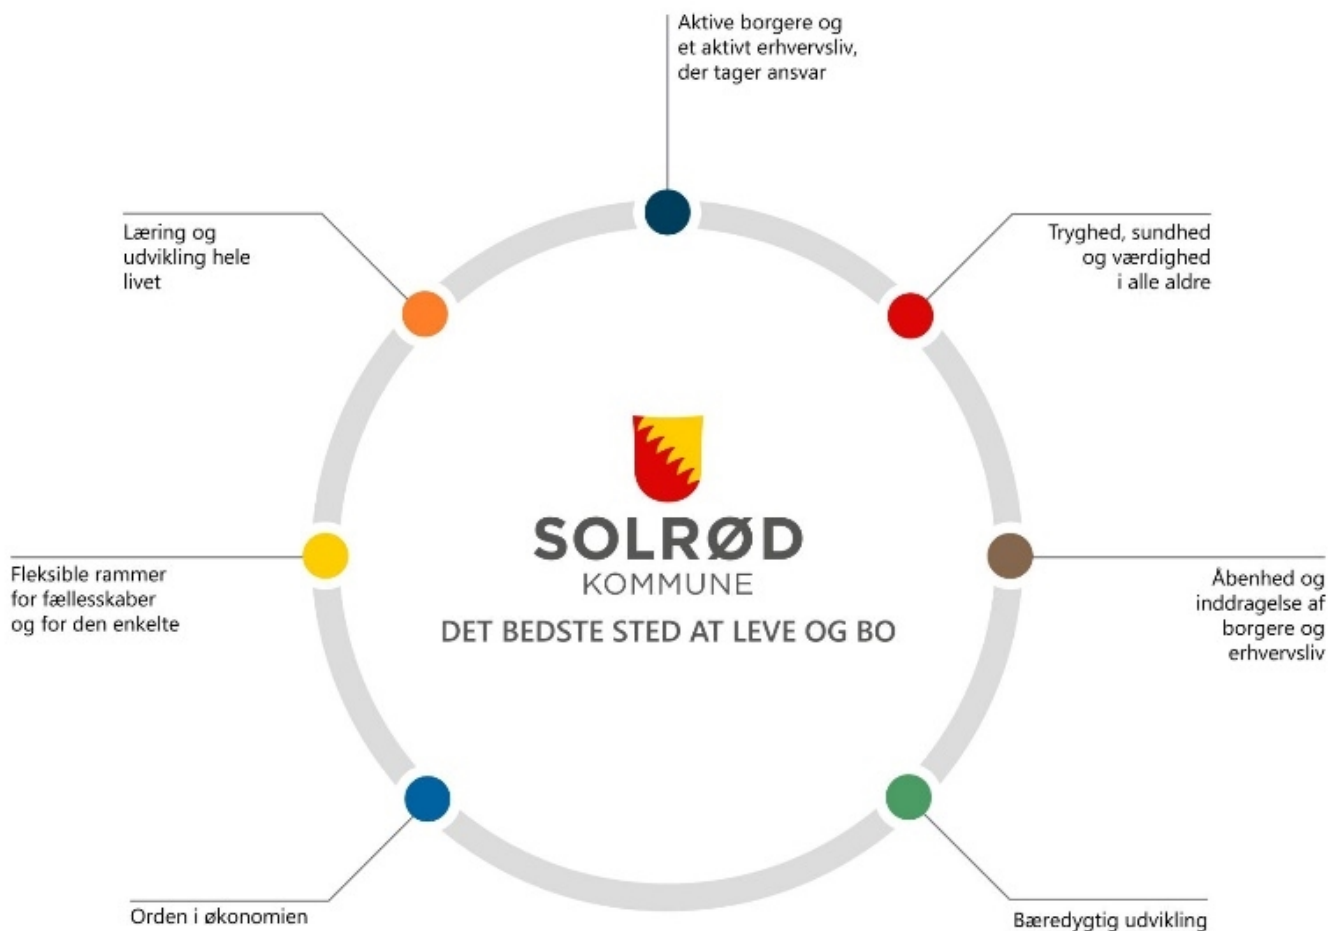 Aktive borgere og
et aktivt erhvervsliv,
der tager ansvar
Læring og
udvikling hele
livet
Tryghed, sundhed
og værdighed
i alle aldre
SOLRØD
KOMMUNE
DET BEDSTE STED AT LEVE OG BO
Fleksible rammer
for fællesskaber
og for den enkelte
Åbenhed og
inddragelse af
borgere og
erhvervsliv
Orden i økonomien
Bæredygtig udvikling